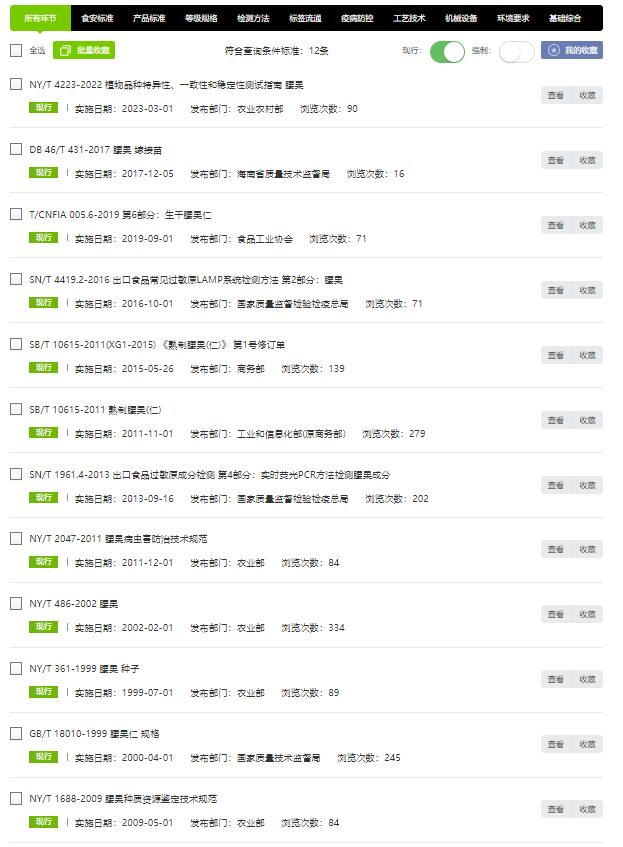 所有环节 食安标准 产品标准 等级规格 检测方法 标签流通 疫病防控 工艺技术 机械设备 环境要求 基础综合
全选 批量收藏 符合查询条件标准：12条 现行： 强制： 我的收藏
NY/T 4223-2022 植物品种特异性、一致性和稳定性测试指南 腰果
查看 收藏
现行 | 实施日期：2023-03-01 发布部门：农业农村部 浏览次数：90
DB 46/T 431-2017 腰果 嫁接苗
查看 收藏
现行 | 实施日期：2017-12-05 发布部门：海南省质量技术监督局 浏览次数：16
T/CNFIA 005.6-2019 第6部分：生干腰果仁
查看 收藏
现行 | 实施日期：2019-09-01 发布部门：食品工业协会 浏览次数：71
SN/T 4419.2-2016 出口食品常见过敏原LAMP系统检测方法 第2部分：腰果
查看 收藏
现行 | 实施日期：2016-10-01 发布部门：国家质量监督检验检疫总局 浏览次数：71
SB/T 10615-2011(XG1-2015) 《熟制腰果(仁)》 第1号修订单
查看 收藏
现行 | 实施日期：2015-05-26 发布部门：商务部 浏览次数：139
SB/T 10615-2011 熟制腰果(仁)
查看 收藏
现行 | 实施日期：2011-11-01 发布部门：工业和信息化部(原商务部) 浏览次数：279
SN/T 1961.4-2013 出口食品过敏原成分检测 第4部分：实时荧光PCR方法检测腰果成分
查看 收藏
现行 | 实施日期：2013-09-16 发布部门：国家质量监督检验检疫总局 浏览次数：202
NY/T 2047-2011 腰果病虫害防治技术规范
查看 收藏
现行 | 实施日期：2011-12-01 发布部门：农业部 浏览次数：84
NY/T 486-2002 腰果
查看 收藏
现行 | 实施日期：2002-02-01 发布部门：农业部 浏览次数：334
NY/T 361-1999 腰果 种子
查看 收藏
现行 | 实施日期：1999-07-01 发布部门：农业部 浏览次数：89
GB/T 18010-1999 腰果仁 规格
查看 收藏
现行 | 实施日期：2000-04-01 发布部门：国家质量技术监督局 浏览次数：245
NY/T 1688-2009 腰果种质资源鉴定技术规范
查看 收藏
现行 | 实施日期：2009-05-01 发布部门：农业部 浏览次数：84